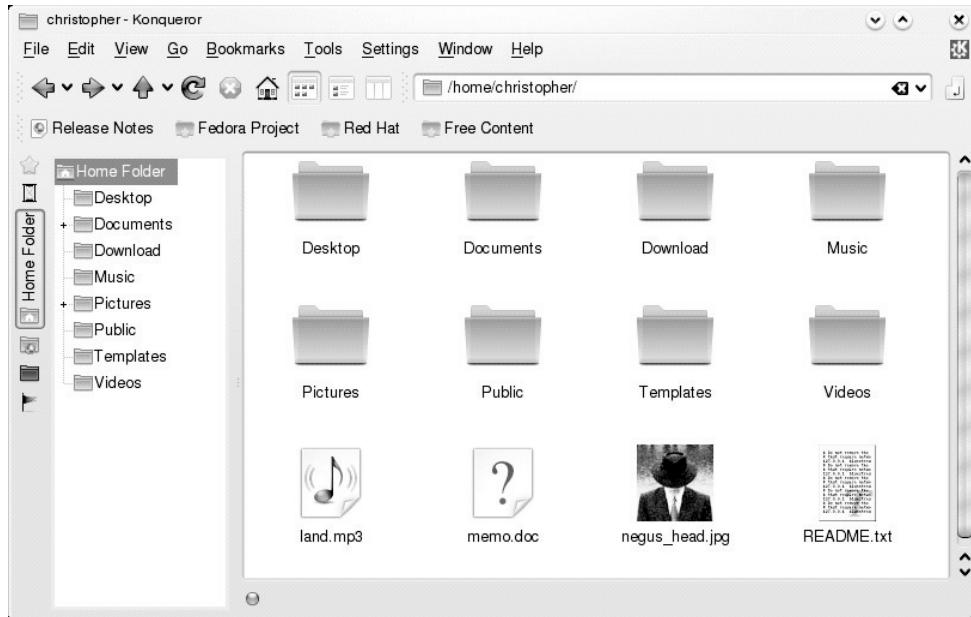 christopher - Konqueror
File Edit View Go Bookmarks Tools Settings Window Help
/home/christopher/
Release Notes Fedora Project Red Hat Free Content
Home Folder
Home Folder
Desktop
Documents
Download
Music
Pictures
Public
Templates
Videos
Desktop Documents Download Music
Pictures Public Templates Videos
land.mp3 memo.doc negus_head.jpg README.txt